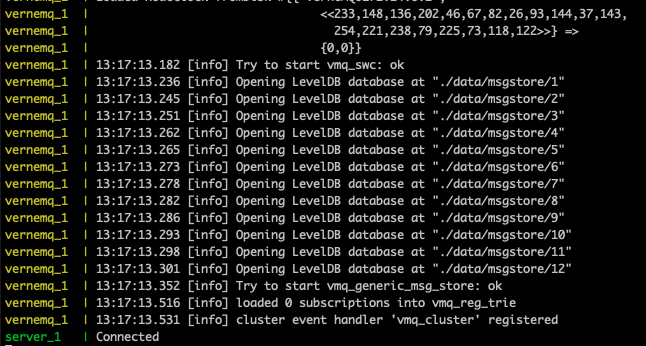 vernemq_1 | <<233,148,136,202,46,67,82,26,93,144,37,143,
vernemq_1 | 254,221,238,79,225,73,118,122>>} =>
vernemq_1 | {0,0}}
vernemq_1 | 13:17:13.182 [info] Try to start vmq_swc: ok
vernemq_1 | 13:17:13.236 [info] Opening LevelDB database at "./data/msgstore/1"
vernemq_1 | 13:17:13.245 [info] Opening LevelDB database at "./data/msgstore/2"
vernemq_1 | 13:17:13.251 [info] Opening LevelDB database at "./data/msgstore/3"
vernemq_1 | 13:17:13.262 [info] Opening LevelDB database at "./data/msgstore/4"
vernemq_1 | 13:17:13.265 [info] Opening LevelDB database at "./data/msgstore/5"
vernemq_1 | 13:17:13.273 [info] Opening LevelDB database at "./data/msgstore/6"
vernemq_1 | 13:17:13.278 [info] Opening LevelDB database at "./data/msgstore/7"
vernemq_1 | 13:17:13.282 [info] Opening LevelDB database at "./data/msgstore/8"
vernemq_1 | 13:17:13.286 [info] Opening LevelDB database at "./data/msgstore/9"
vernemq_1 | 13:17:13.293 [info] Opening LevelDB database at "./data/msgstore/10"
vernemq_1 | 13:17:13.298 [info] Opening LevelDB database at "./data/msgstore/11"
vernemq_1 | 13:17:13.301 [info] Opening LevelDB database at "./data/msgstore/12"
vernemq_1 | 13:17:13.352 [info] Try to start vmq_generic_msg_store: ok
vernemq_1 | 13:17:13.516 [info] loaded 0 subscriptions into vmq_reg_trie
vernemq_1 | 13:17:13.531 [info] cluster event handler 'vmq_cluster' registered
server_1 | Connected